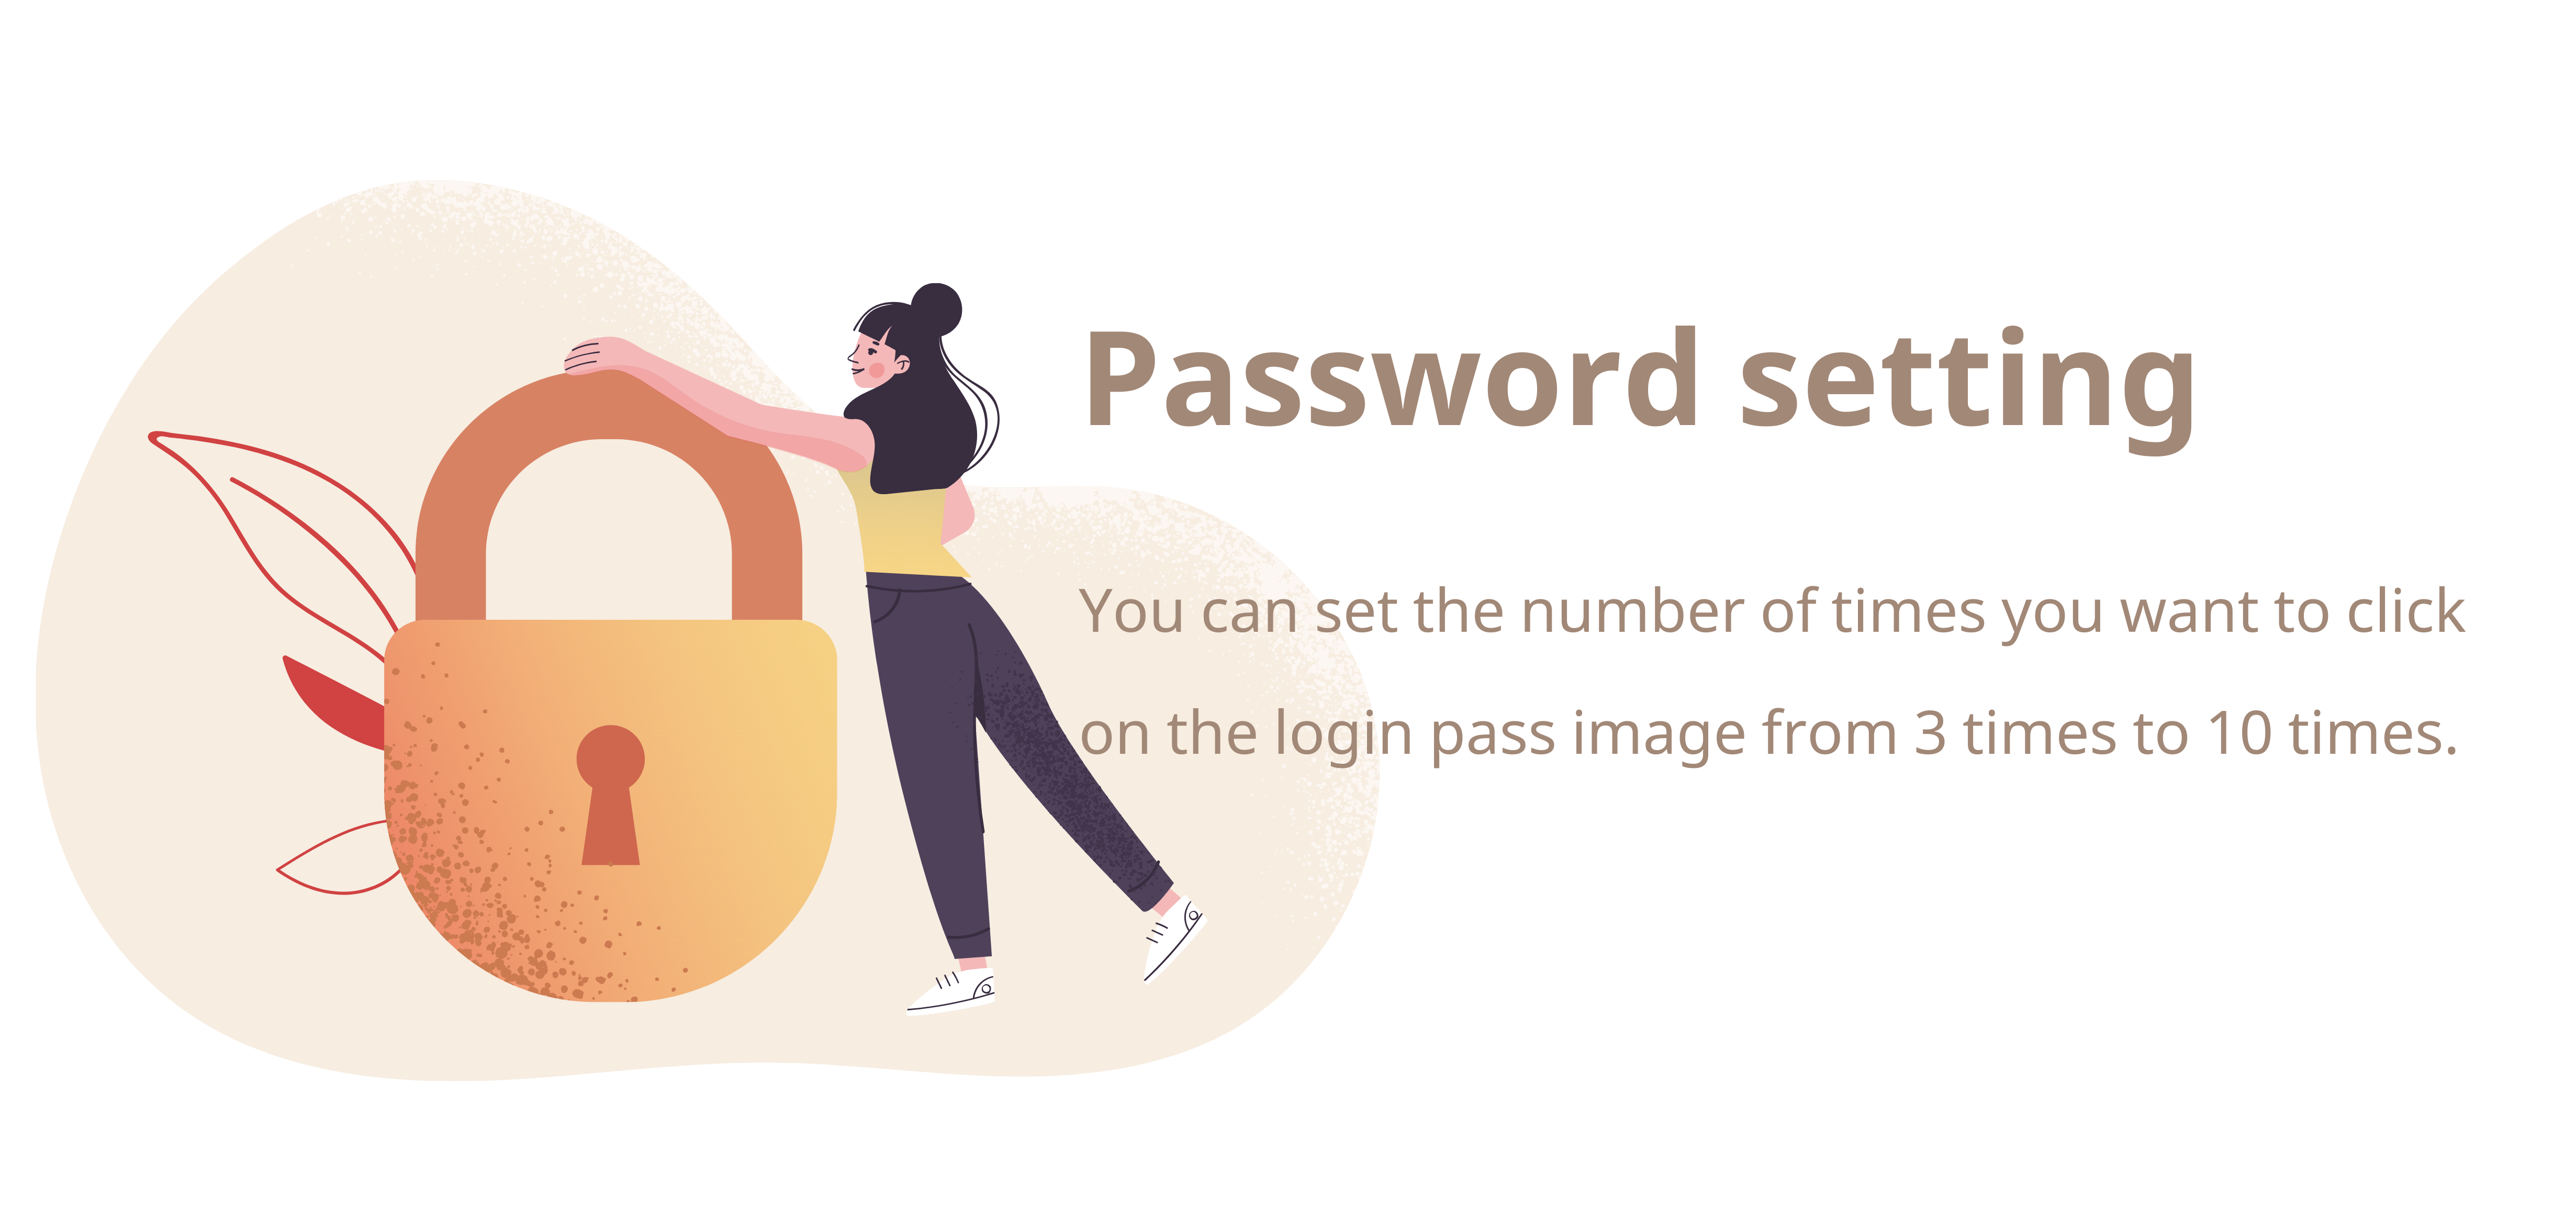 Password setting
You can set the number of times you want to click
on the login pass image from 3 times to 10 times.